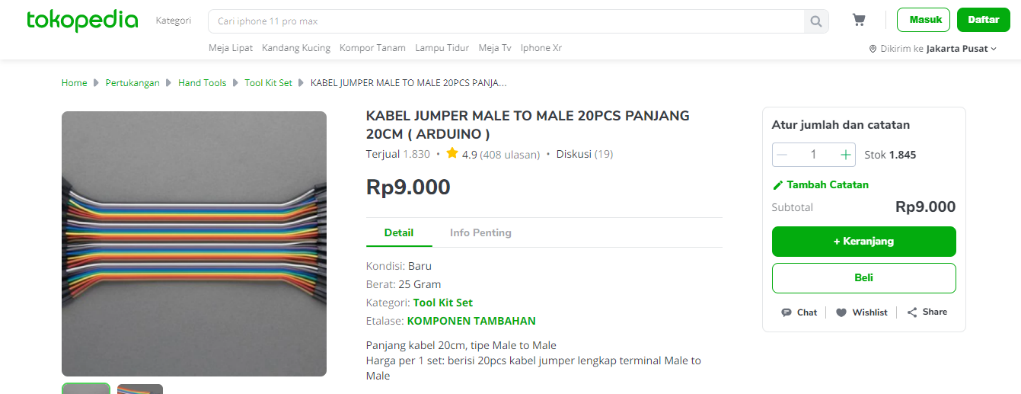 tokopedia
Kategori
Cari iphone 11 pro max
Masuk
Daftar
Meja Lipat Kandang Kucing Kompor Tanam Lampu Tidur Meja Tv Iphone Xr
Dikirim ke Jakarta Pusat
Home Pertukangan Hand Tools Tool Kit Set KABEL JUMPER MALE TO MALE 20PCS PANJA...
KABEL JUMPER MALE TO MALE 20PCS PANJANG
20CM ( ARDUINO )
Terjual 1.830 • 4.9 (408 ulasan) • Diskusi (19)
Rp9.000
Detail Info Penting
Kondisi: Baru
Berat: 25 Gram
Kategori: Tool Kit Set
Etalase: KOMPONEN TAMBAHAN
Panjang kabel 20cm, tipe Male to Male
Harga per 1 set: berisi 20pcs kabel jumper lengkap terminal Male to
Male
Atur jumlah dan catatan
1 Stok 1.845
Tambah Catatan
Subtotal Rp9.000
+ Keranjang
Beli
Chat Wishlist Share